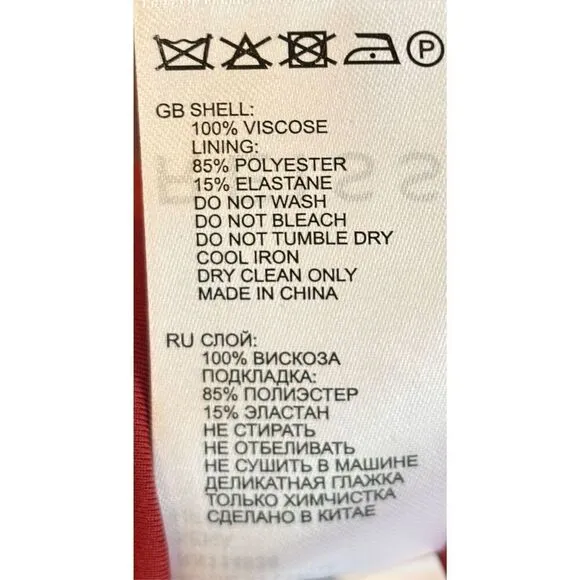 P
GB SHELL:
100% VISCOSE
LINING:
85% POLYESTER
15% ELASTANE
DO NOT WASH
DO NOT BLEACH
DO NOT TUMBLE DRY
COOL IRON
DRY CLEAN ONLY
MADE IN CHINA
RU СЛОЙ:
100% ВИСКОЗА
ПОДКЛАДКА:
85% ПОЛИЭСТЕР
15% ЭЛАСТАН
НЕ СТИРАТЬ
НЕ ОТБЕЛИВАТЬ
НЕ СУШИТЬ В МАШИНЕ
ДЕЛИКАТНАЯ ГЛАЖКА
ТОЛЬКО ХИМЧИСТКА
СДЕЛАНО В КИТАЕ